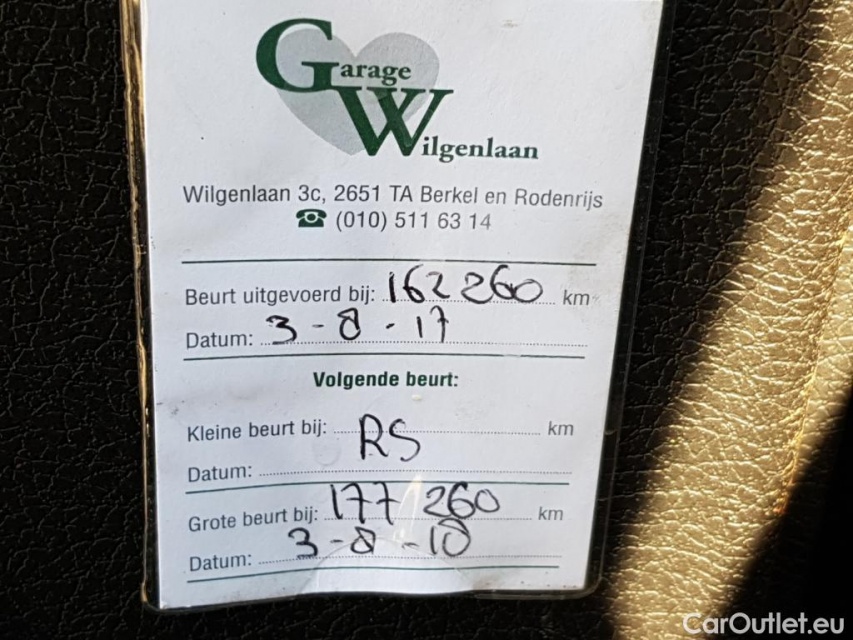 Garage
Wilgenlaan
Wilgenlaan 3c, 2651 TA Berkel en Rodenrijs
☎ (010) 511 63 14
Beurt uitgevoerd bij: 162260 km
Datum: 3-8-17
Volgende beurt:
Kleine beurt bij: RS km
Datum:
Grote beurt bij: 177 260 km
Datum: 3-8-18
CarOutlet.eu